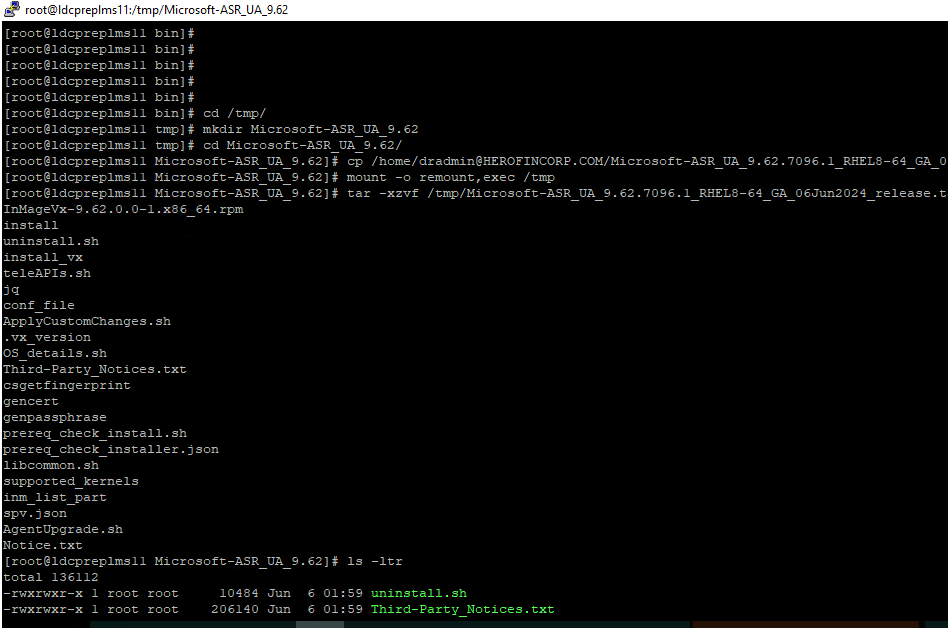 root@ldcpreplms11:/tmp/Microsoft-ASR_UA_9.62
[root@ldcpreplms11 bin]#
[root@ldcpreplms11 bin]#
[root@ldcpreplms11 bin]#
[root@ldcpreplms11 bin]#
[root@ldcpreplms11 bin]#
[root@ldcpreplms11 bin]# cd /tmp/
[root@ldcpreplms11 tmp]# mkdir Microsoft-ASR_UA_9.62
[root@ldcpreplms11 tmp]# cd Microsoft-ASR_UA_9.62/
[root@ldcpreplms11 Microsoft-ASR_UA_9.62]# cp /home/dradmin@HEROFINCORP.COM/Microsoft-ASR_UA_9.62.7096.1_RHEL8-64_GA_0
[root@ldcpreplms11 Microsoft-ASR_UA_9.62]# mount -o remount,exec /tmp
[root@ldcpreplms11 Microsoft-ASR_UA_9.62]# tar -xzvf /tmp/Microsoft-ASR_UA_9.62.7096.1_RHEL8-64_GA_06Jun2024_release.t
InMageVx-9.62.0.0-1.x86_64.rpm
install
uninstall.sh
install_vx
teleAPIs.sh
jq
conf_file
ApplyCustomChanges.sh
.vx_version
OS_details.sh
Third-Party_Notices.txt
csgetfingerprint
gencert
genpassphrase
prereq_check_install.sh
prereq_check_installer.json
libcommon.sh
supported_kernels
inm_list_part
spv.json
AgentUpgrade.sh
Notice.txt
[root@ldcpreplms11 Microsoft-ASR_UA_9.62]# ls -ltr
total 136112
-rwxrwxr-x 1 root root 10484 Jun 6 01:59 uninstall.sh
-rwxrwxr-x 1 root root 206140 Jun 6 01:59 Third-Party_Notices.txt